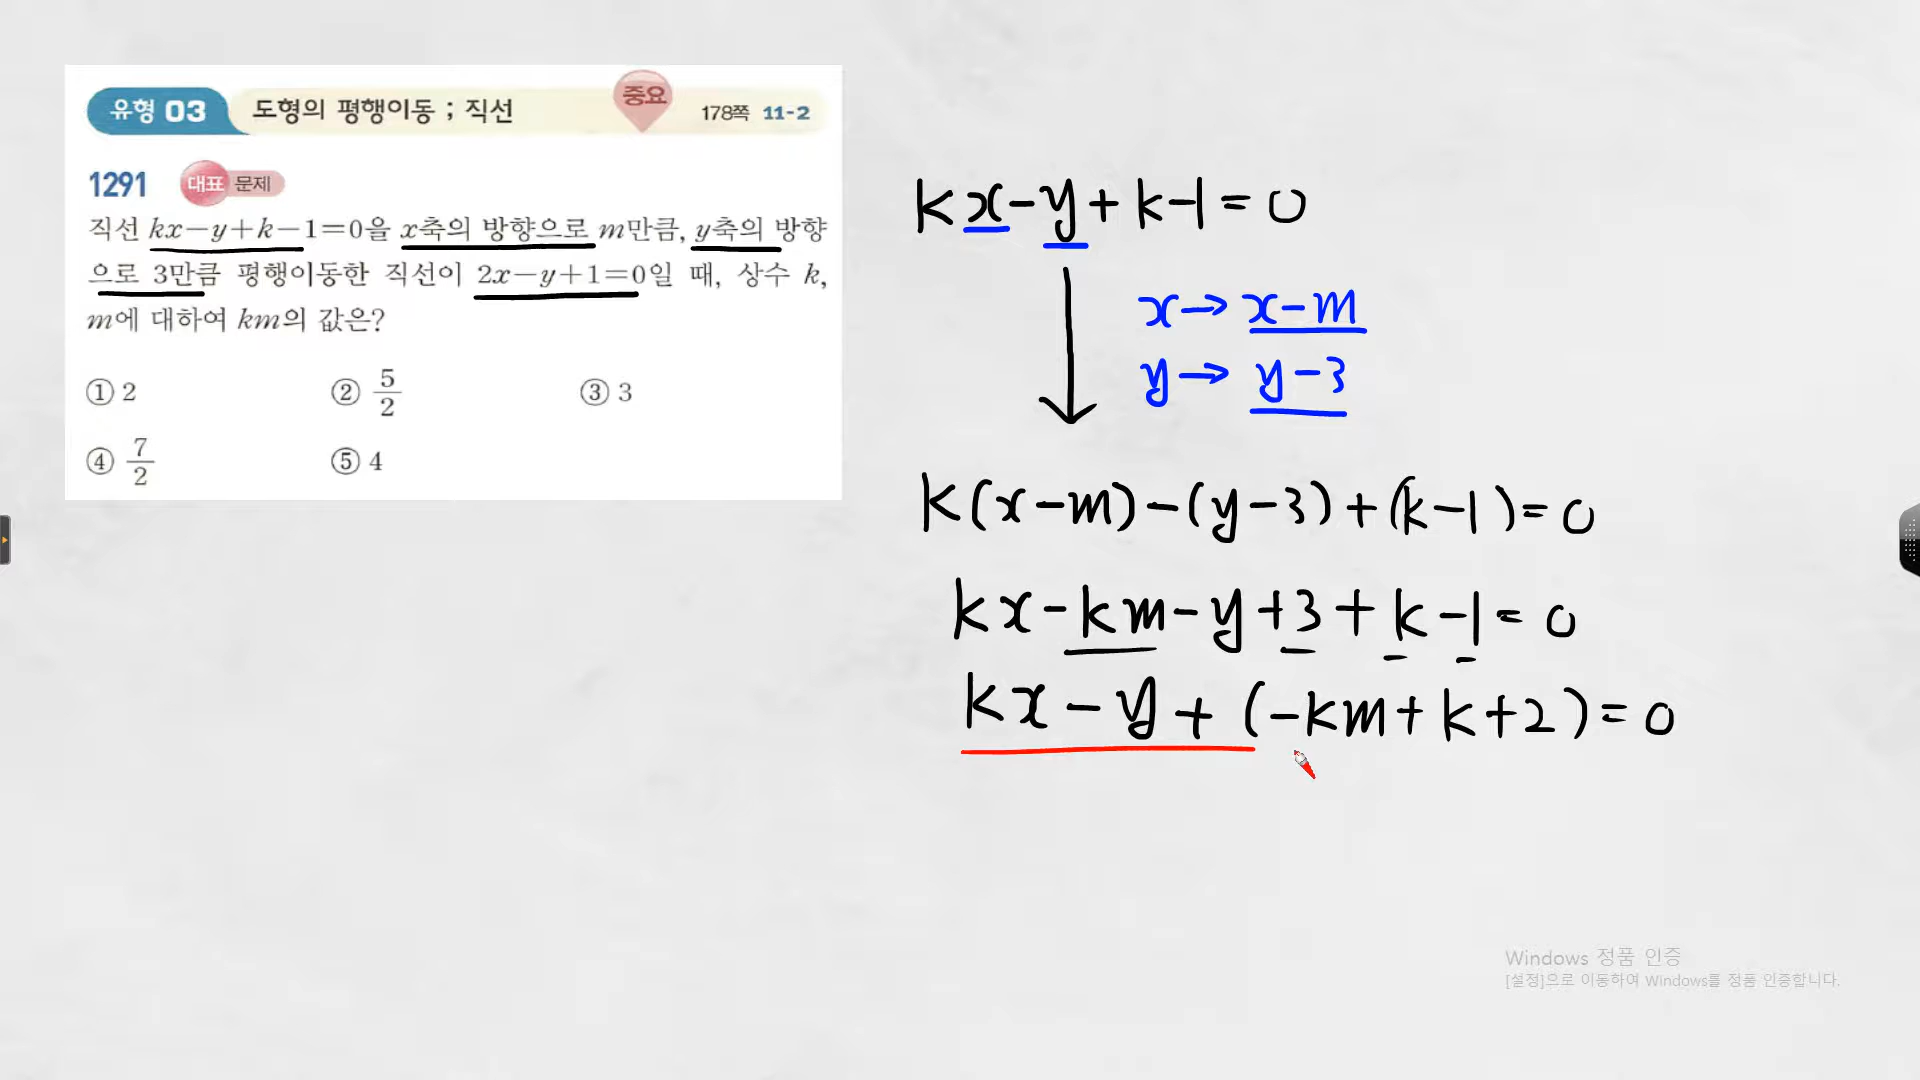 유형 03 도형의 평행이동 ; 직선 중요 178쪽 11-2
1291 대표 문제
직선 kx-y+k-1=0을 x축의 방향으로 m만큼, y축의 방향
으로 3만큼 평행이동한 직선이 2x-y+1=0일 때, 상수 k,
m에 대하여 km의 값은?
① 2 ② 5/2 ③ 3
④ 7/2 ⑤ 4
kx-y+k-1=0
x→x-m
y→y-3
k(x-m)-(y-3)+(k-1)=0
kx-km-y+3+k-1=0
kx-y+(-km+k+2)=0
Windows 정품 인증
[설정]으로 이동하여 Windows를 정품 인증합니다.